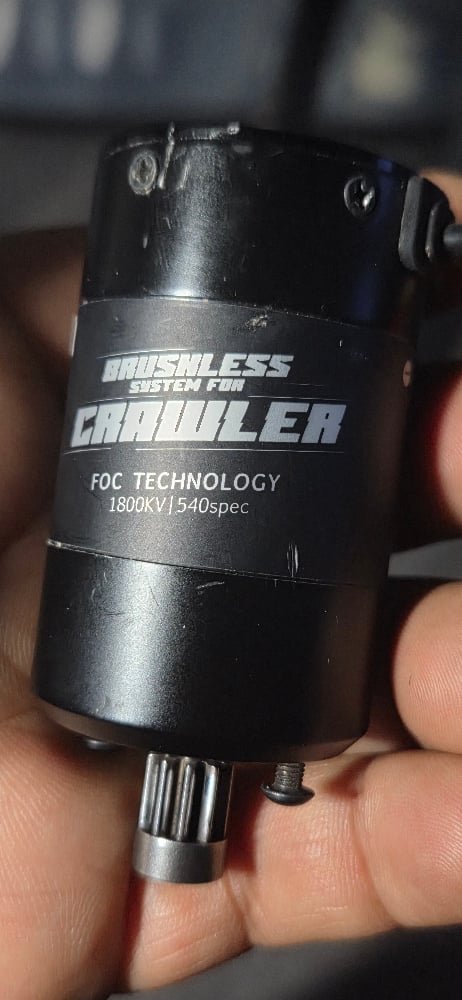 BRUSHLESS
SYSTEM FOR
CRAWLER
FOC TECHNOLOGY
1800KV|540spec